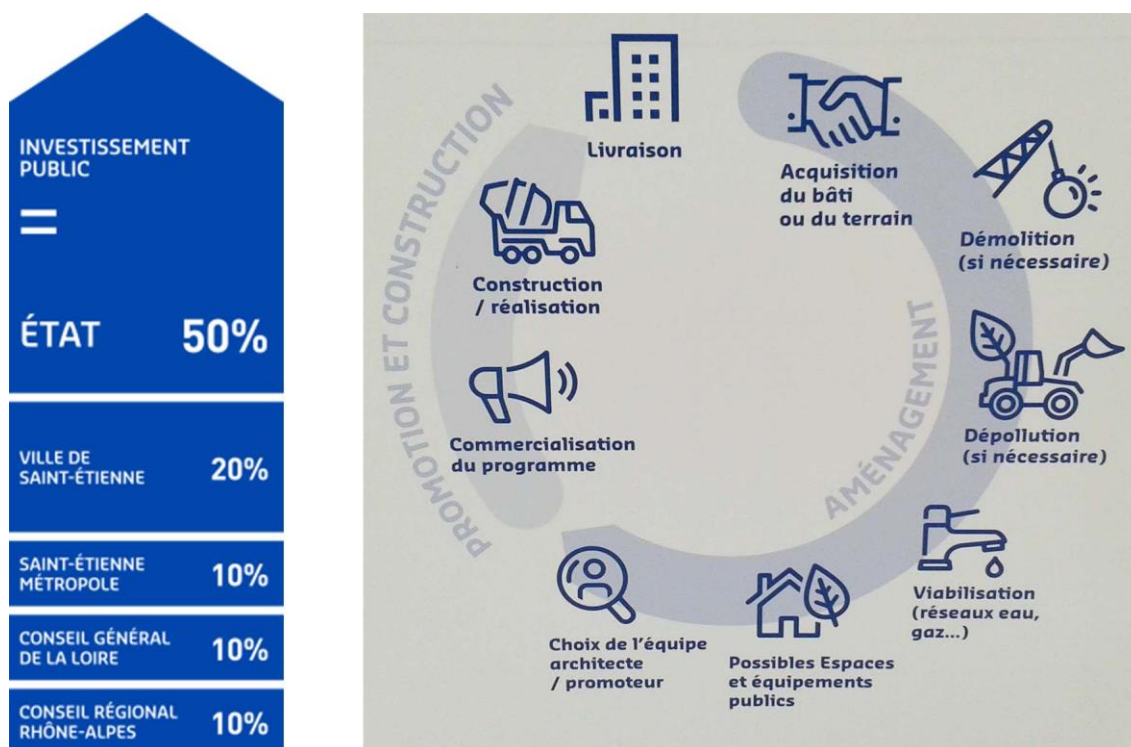 INVESTISSEMENT
PUBLIC
=
ÉTAT 50%
VILLE DE
SAINT-ÉTIENNE 20%
SAINT-ÉTIENNE
MÉTROPOLE 10%
CONSEIL GÉNÉRAL
DE LA LOIRE 10%
CONSEIL RÉGIONAL
RHÔNE-ALPES 10%
PROMOTION ET CONSTRUCTION
AMÉNAGEMENT
Livraison
Acquisition
du bâti
ou du terrain
Démolition
(si nécessaire)
Dépollution
(si nécessaire)
Viabilisation
(réseaux eau,
gaz...)
Possibles Espaces
et équipements
publics
Choix de l'équipe
architecte
/ promoteur
Commercialisation
du programme
Construction
/ réalisation